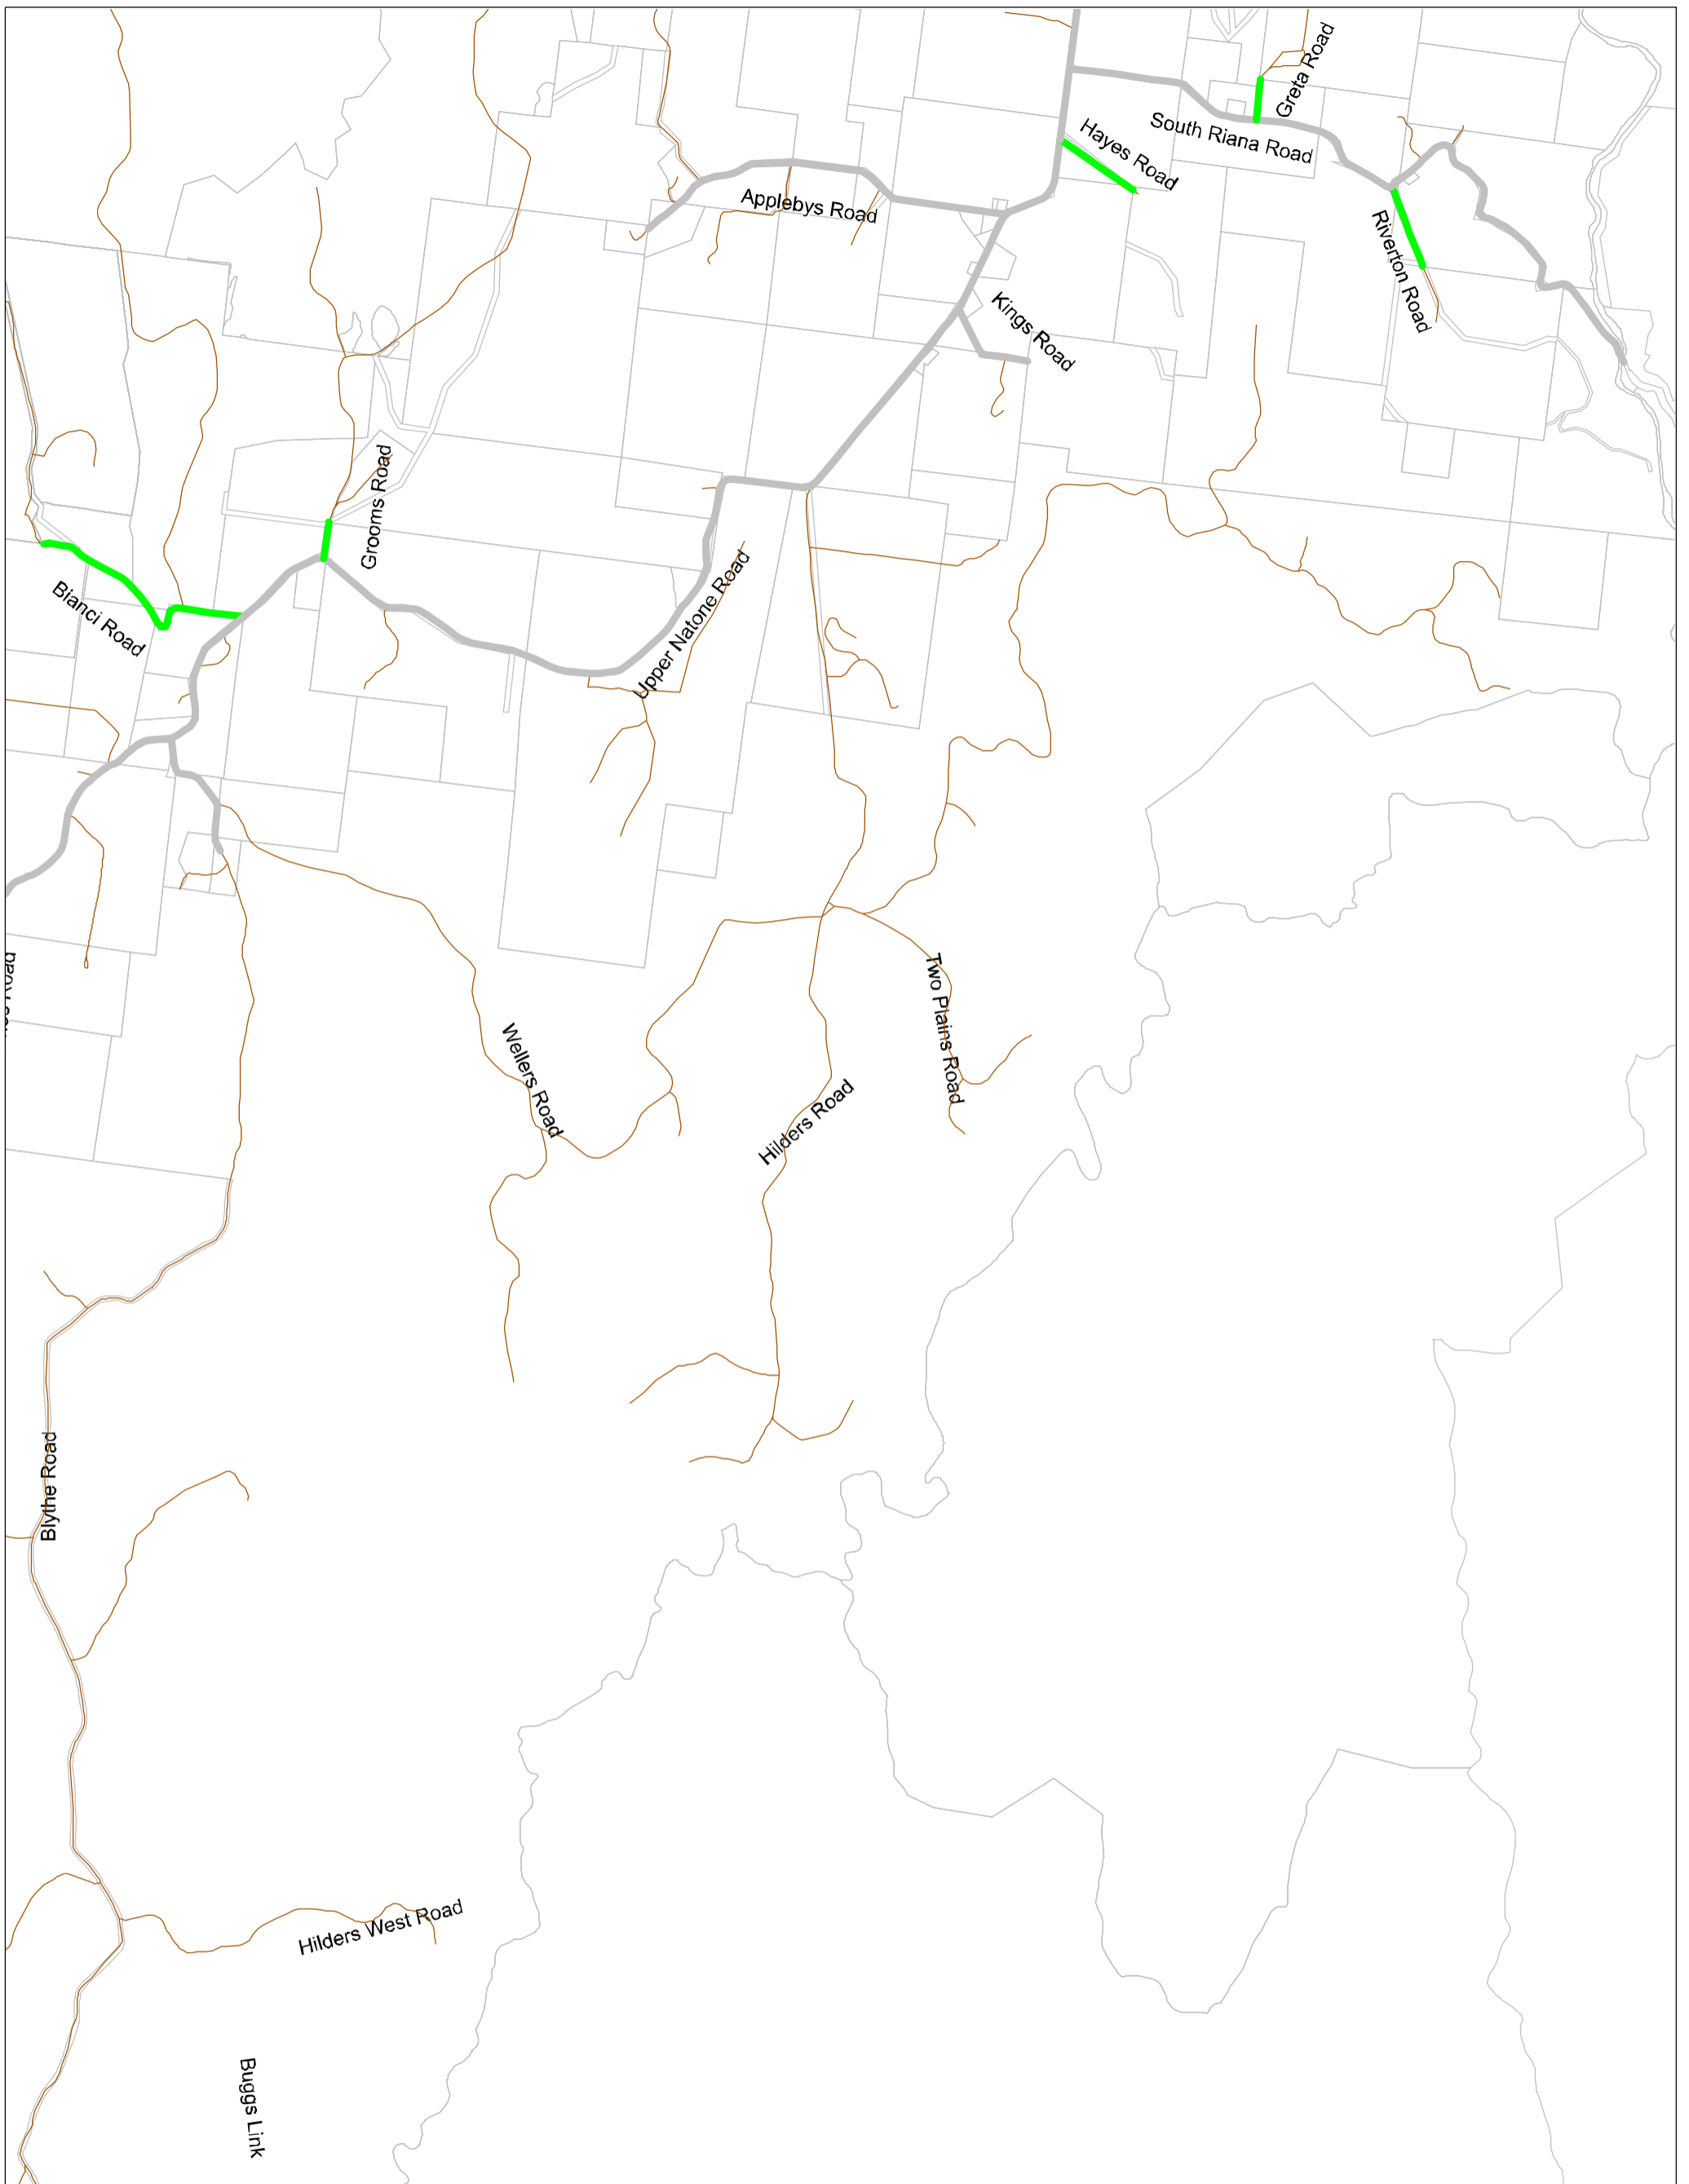 Greta Road
South Riana Road
Hayes Road
Applebys Road
Riverton Road
Kings Road
Grooms Road
Upper Natone Road
Bianci Road
Road
Two Plains Road
Wellers Road
Hilders Road
Blythe Road
Hilders West Road
Buggs Link